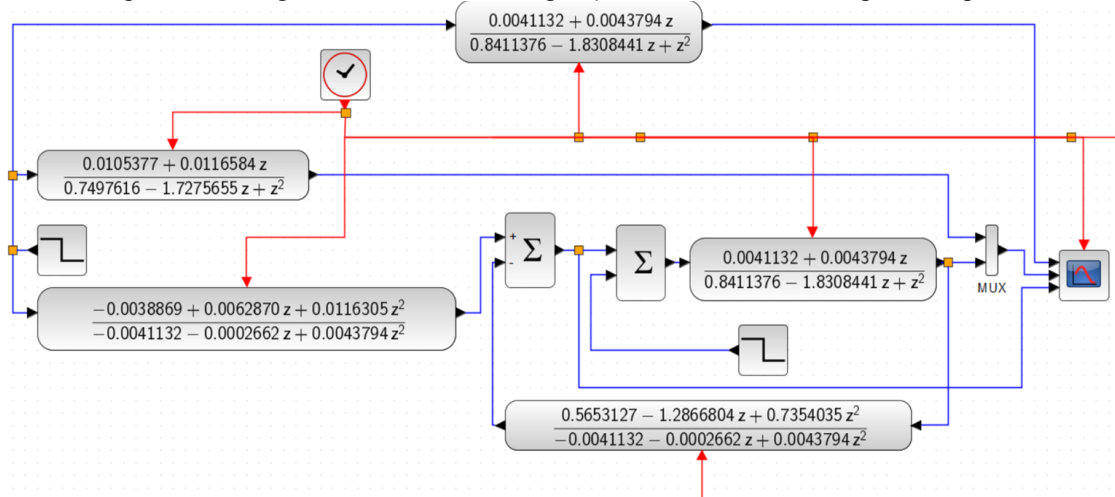 0.0041132 + 0.0043794 z
0.8411376 − 1.8308441 z + z²
0.0105377 + 0.0116584 z
0.7497616 − 1.7275655 z + z²
+
-
Σ
Σ
0.0041132 + 0.0043794 z
0.8411376 − 1.8308441 z + z²
MUX
−0.0038869 + 0.0062870 z + 0.0116305 z²
−0.0041132 − 0.0002662 z + 0.0043794 z²
0.5653127 − 1.2866804 z + 0.7354035 z²
−0.0041132 − 0.0002662 z + 0.0043794 z²